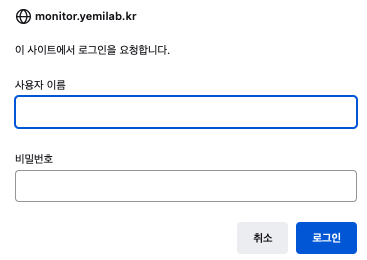 monitor.yemilab.kr
이 사이트에서 로그인을 요청합니다.
사용자 이름
비밀번호
취소
로그인